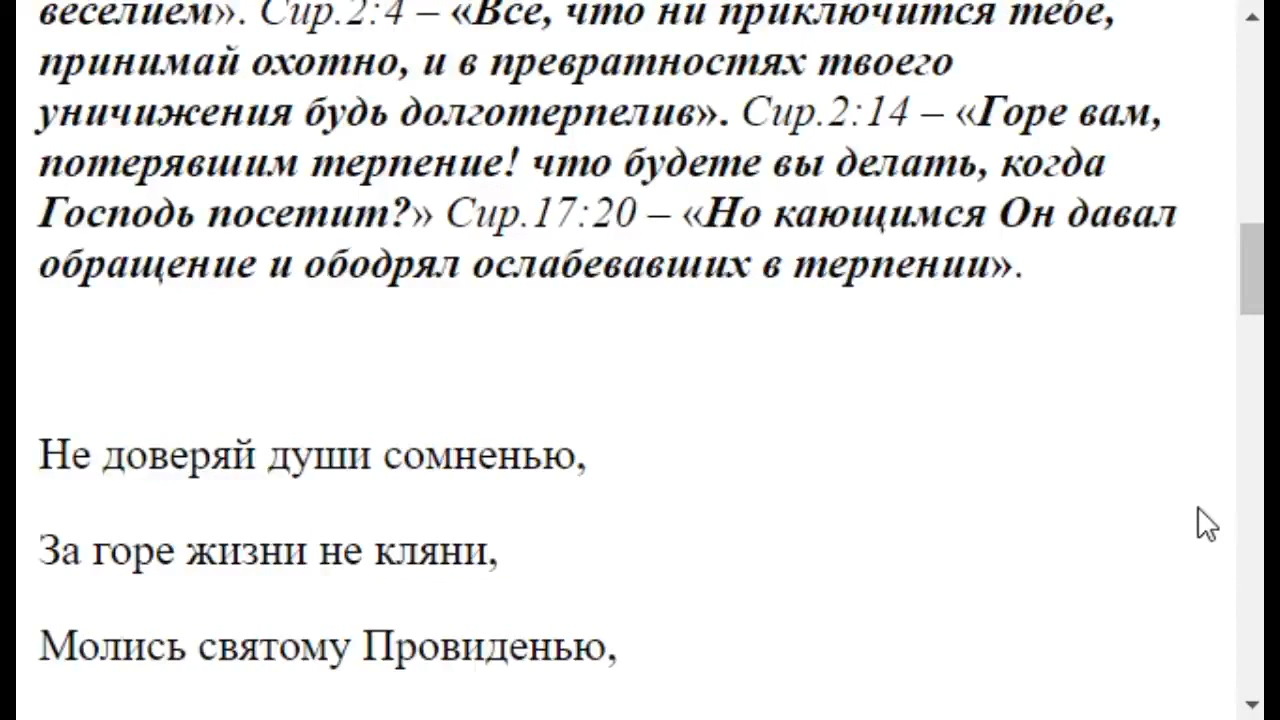 веселием». Сир.2:4 – «Все, что ни приключится тебе,
принимай охотно, и в превратностях твоего
уничижения будь долготерпелив». Сир.2:14 – «Горе вам,
потерявшим терпение! что будете вы делать, когда
Господь посетит?» Сир.17:20 – «Но кающимся Он давал
обращение и ободрял ослабевавших в терпении».
Не доверяй души сомненью,
За горе жизни не кляни,
Молись святому Провиденью,